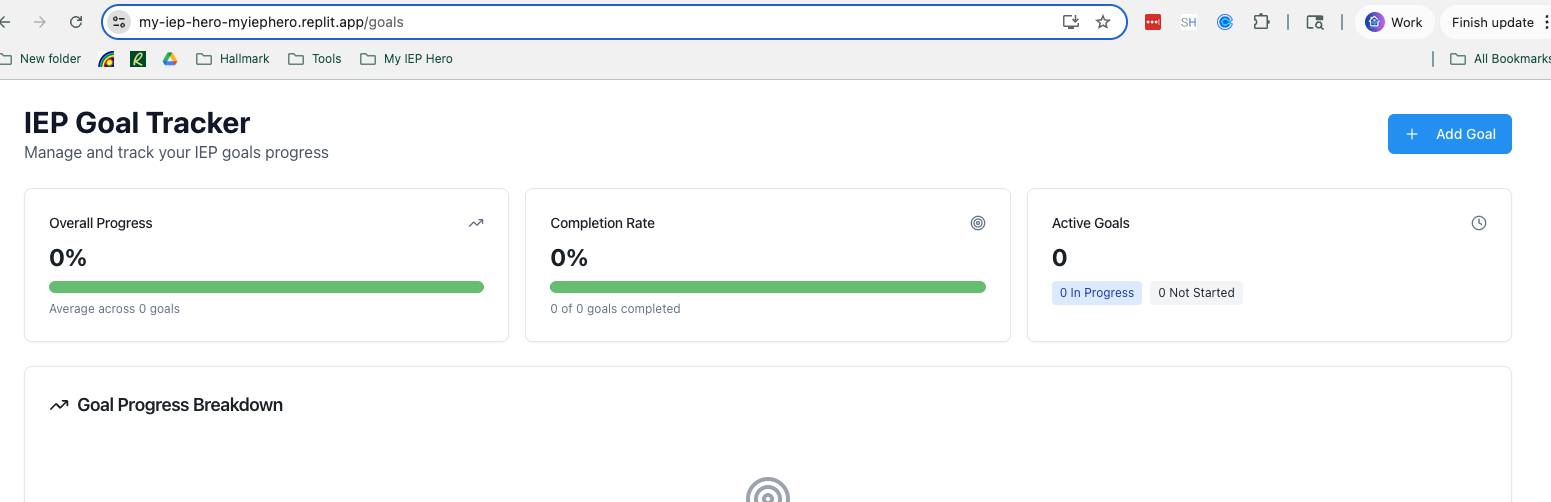 my-iep-hero-myiephero.replit.app/goals
SH
Work
Finish update
New folder
R
Hallmark
Tools
My IEP Hero
All Bookmarks
IEP Goal Tracker
Manage and track your IEP goals progress
+ Add Goal
Overall Progress
0%
Average across 0 goals
Completion Rate
0%
0 of 0 goals completed
Active Goals
0
0 In Progress
0 Not Started
Goal Progress Breakdown